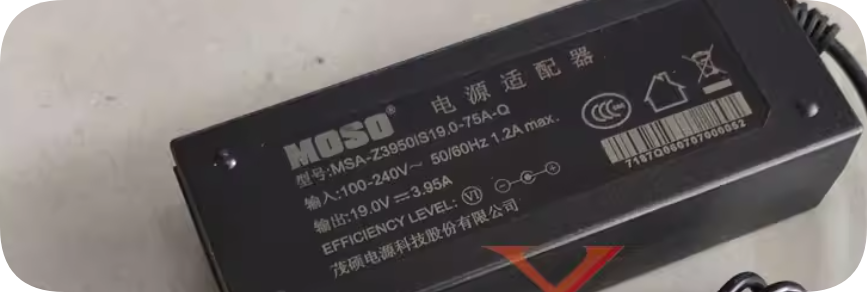 MOSO® 电源适配器
型号:MSA-Z3950IS19.0-75A-Q
输入:100-240V～ 50/60Hz 1.2A max.
输出:19.0V⎓3.95A
EFFICIENCY LEVEL: VI
茂硕电源科技股份有限公司
CCC
7187Q060707000052